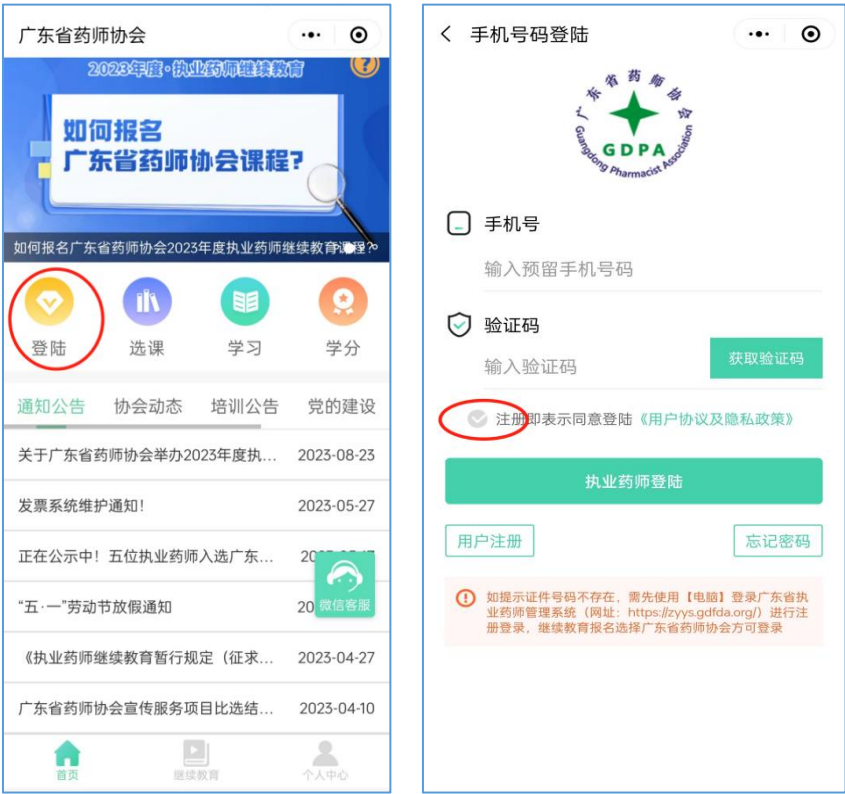 广东省药师协会
2023年度·执业药师继续教育
?
如何报名
广东省药师协会课程?
如何报名广东省药师协会2023年度执业药师继续教育课程?
登陆
选课
学习
学分
通知公告
协会动态
培训公告
党的建设
关于广东省药师协会举办2023年度执...
2023-08-23
发票系统维护通知!
2023-05-27
正在公示中！五位执业药师入选广东...
“五·一”劳动节放假通知
20
微信客服
《执业药师继续教育暂行规定（征求...
2023-04-27
广东省药师协会宣传服务项目比选结...
2023-04-10
首页
继续教育
个人中心
手机号码登陆
广东省药师协会
GDPA
Guangdong Pharmacist Association
手机号
输入预留手机号码
验证码
输入验证码
获取验证码
注册即表示同意登陆《用户协议及隐私政策》
执业药师登陆
用户注册
忘记密码
如提示证件号码不存在，需先使用【电脑】登录广东省执
业药师管理系统（网址：https://zyys.gdfda.org/）进行注
册登录，继续教育报名选择广东省药师协会方可登录